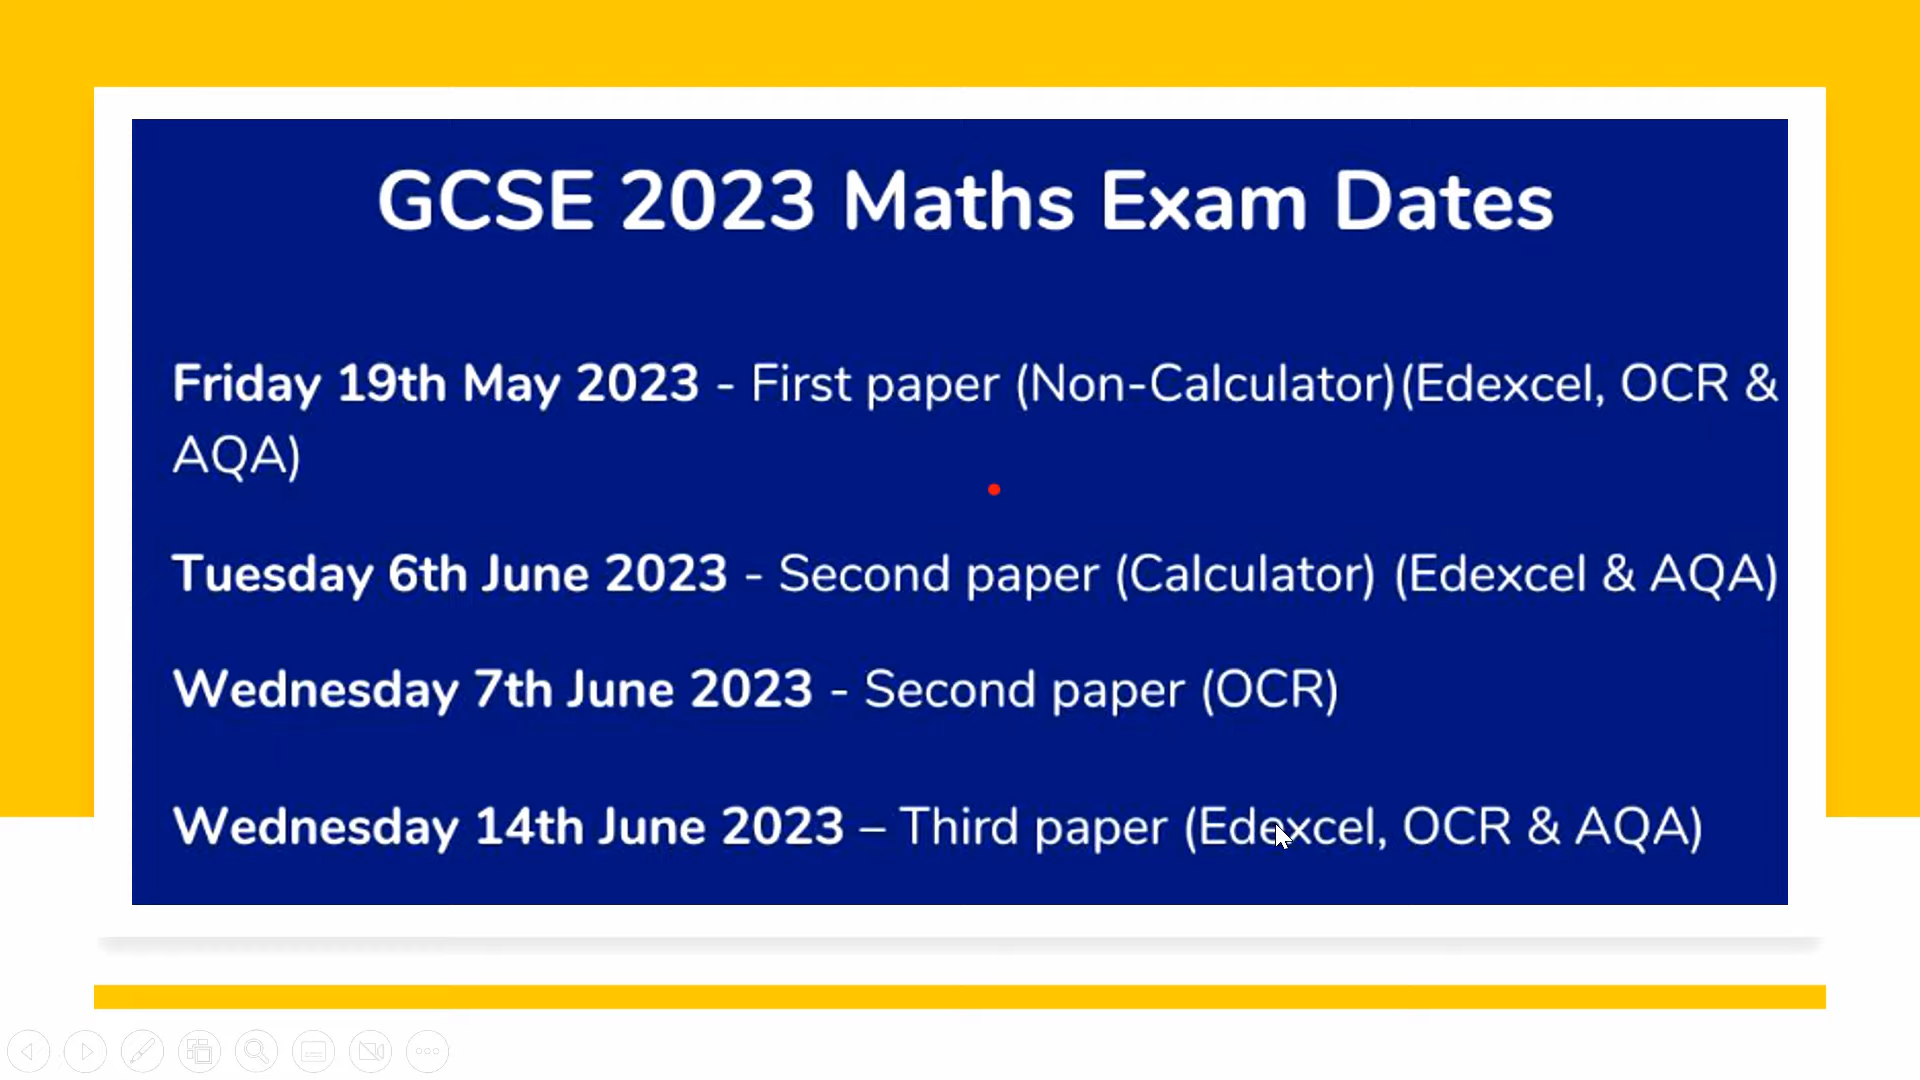 GCSE 2023 Maths Exam Dates
Friday 19th May 2023 - First paper (Non-Calculator)(Edexcel, OCR &
AQA)
Tuesday 6th June 2023 - Second paper (Calculator) (Edexcel & AQA)
Wednesday 7th June 2023 - Second paper (OCR)
Wednesday 14th June 2023 – Third paper (Edexcel, OCR & AQA)